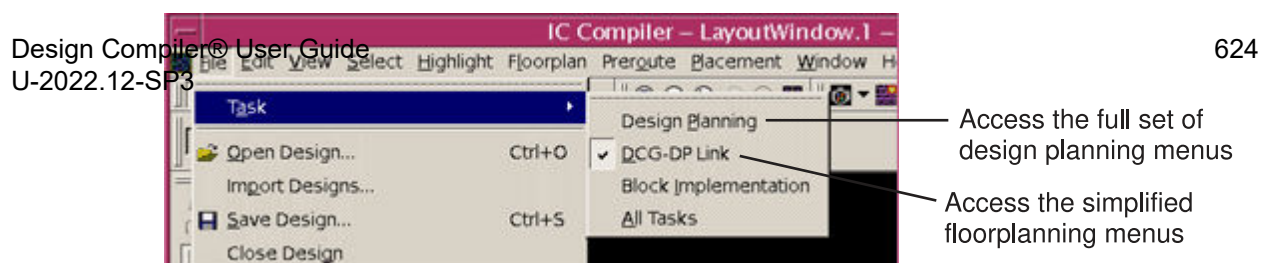 IC Compiler – LayoutWindow.1 –
Design Compiler® User Guide
624
U-2022.12-SP3
File Edit View Select Highlight Floorplan Preroute Placement Window H
Task
Design Planning
Access the full set of
design planning menus
Open Design... Ctrl+O
DCG-DP Link
Import Designs...
Block Implementation
Access the simplified
floorplanning menus
Save Design... Ctrl+S
All Tasks
Close Design